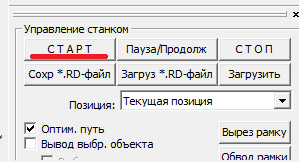 Управление станком
СТАРТ Пауза/Продолж СТОП
Сохр *.RD-файл Загруз *.RD-файл Загрузить
Позиция: Текущая позиция
Оптим. путь
Вырез рамку
Вывод выбр. объекта
Обвод рамки